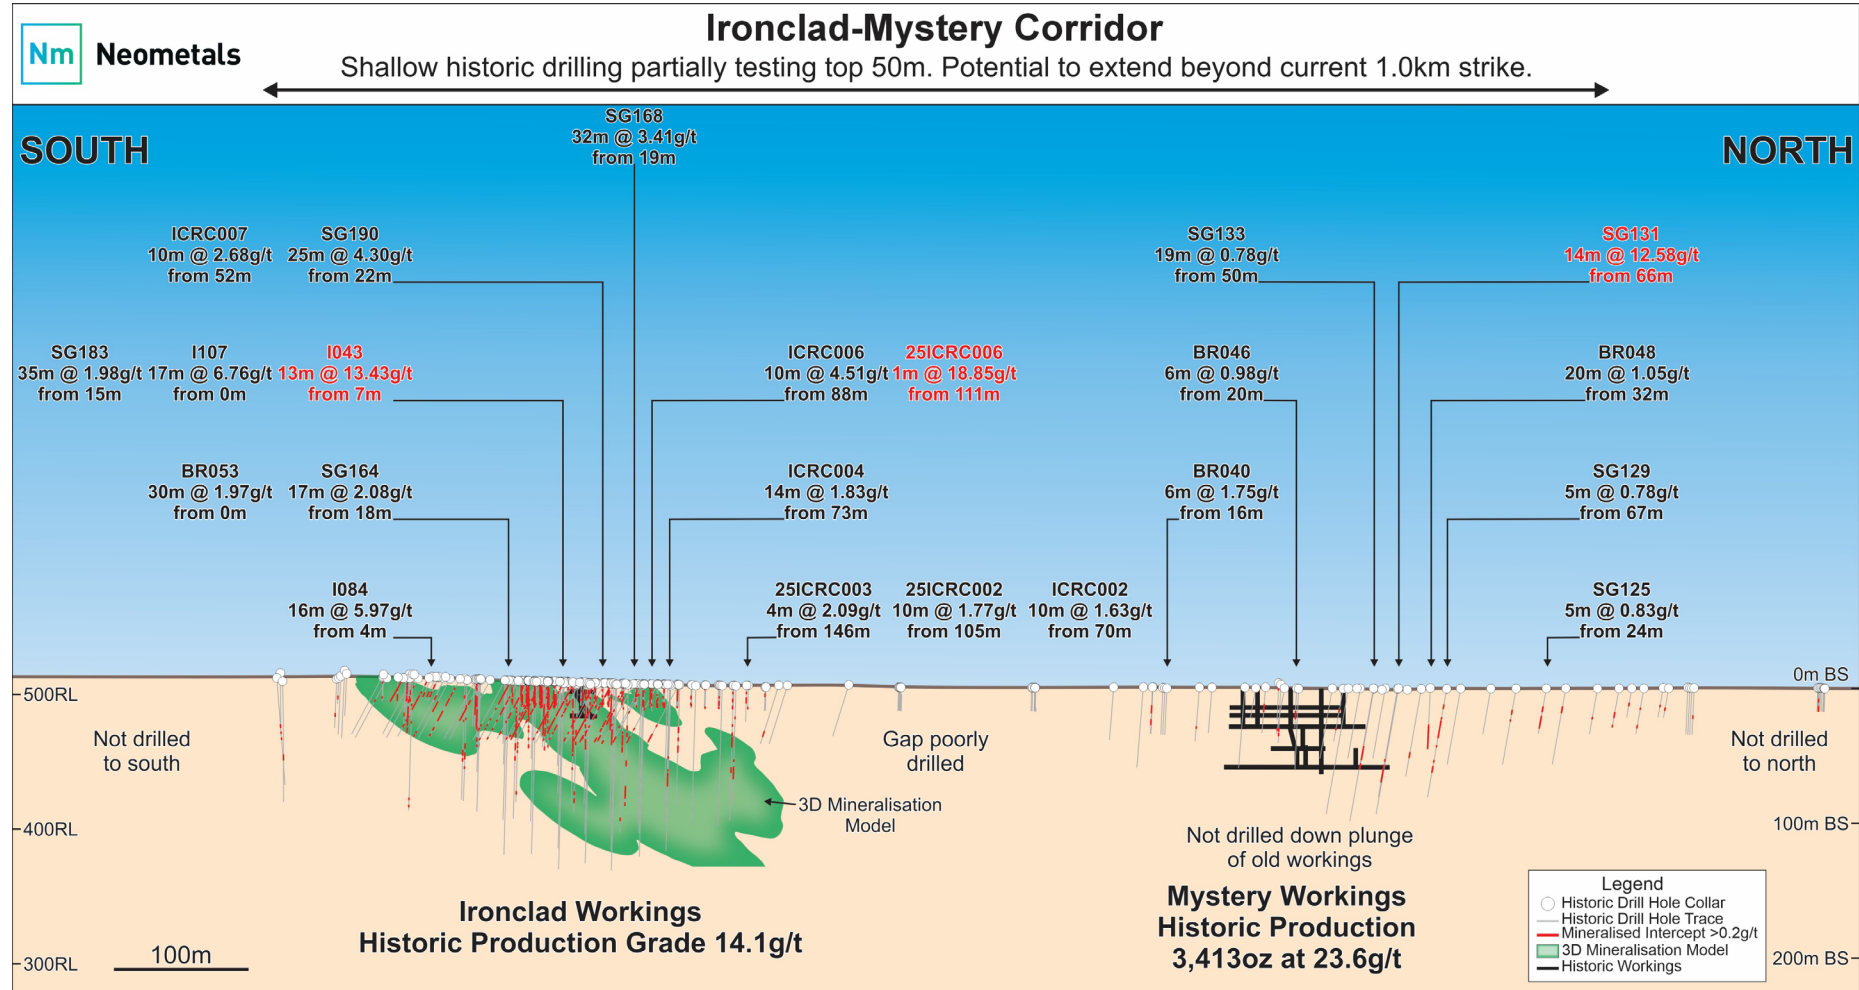 Nm Neometals
Ironclad-Mystery Corridor
Shallow historic drilling partially testing top 50m. Potential to extend beyond current 1.0km strike.
SOUTH
NORTH
SG168
32m @ 3.41g/t
from 19m
ICRC007
10m @ 2.68g/t
from 52m
SG190
25m @ 4.30g/t
from 22m
SG133
19m @ 0.78g/t
from 50m
SG131
14m @ 12.58g/t
from 66m
SG183
35m @ 1.98g/t
from 15m
I107
17m @ 6.76g/t
from 0m
I043
13m @ 13.43g/t
from 7m
ICRC006
10m @ 4.51g/t
from 88m
25ICRC006
1m @ 18.85g/t
from 111m
BR046
6m @ 0.98g/t
from 20m
BR048
20m @ 1.05g/t
from 32m
BR053
30m @ 1.97g/t
from 0m
SG164
17m @ 2.08g/t
from 18m
ICRC004
14m @ 1.83g/t
from 73m
BR040
6m @ 1.75g/t
from 16m
SG129
5m @ 0.78g/t
from 67m
I084
16m @ 5.97g/t
from 4m
25ICRC003
4m @ 2.09g/t
from 146m
25ICRC002
10m @ 1.77g/t
from 105m
ICRC002
10m @ 1.63g/t
from 70m
SG125
5m @ 0.83g/t
from 24m
0m BS
500RL
Not drilled
to south
Gap poorly
drilled
Not drilled
to north
3D Mineralisation
Model
400RL
100m BS
Not drilled down plunge
of old workings
Ironclad Workings
Historic Production Grade 14.1g/t
Mystery Workings
Historic Production
3,413oz at 23.6g/t
Legend
Historic Drill Hole Collar
Historic Drill Hole Trace
Mineralised Intercept >0.2g/t
3D Mineralisation Model
Historic Workings
100m
300RL
200m BS